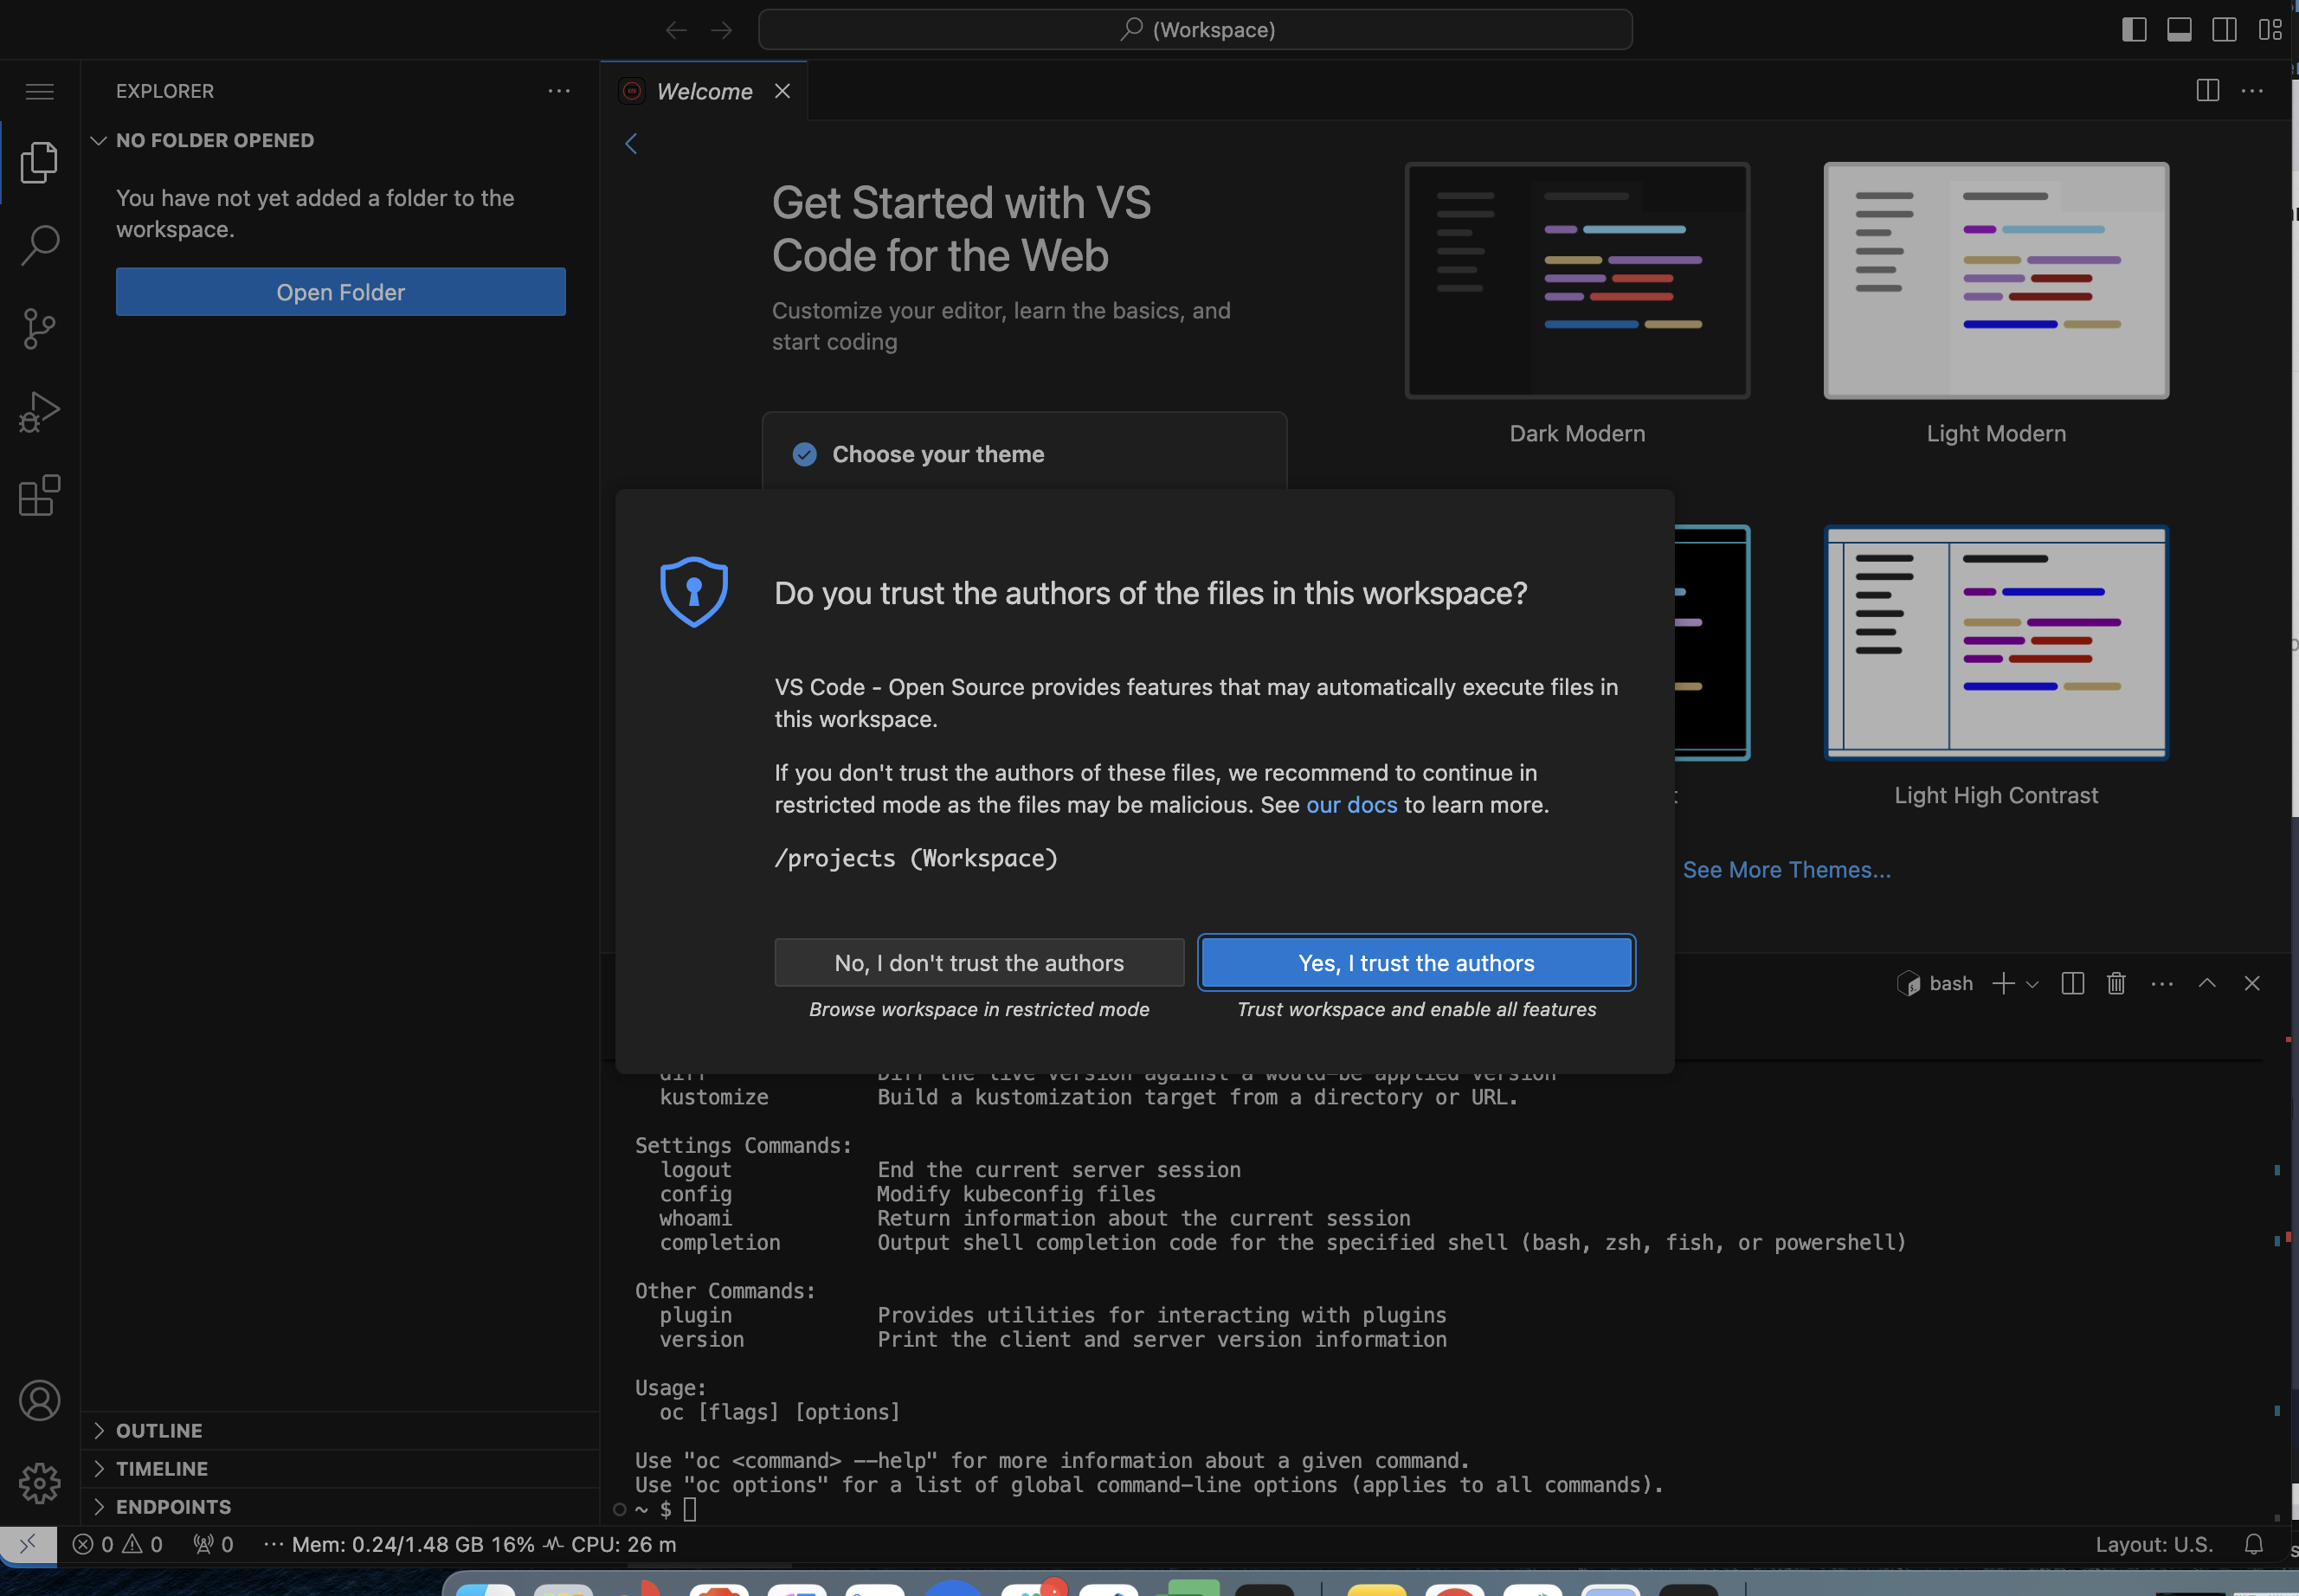 (Workspace)
EXPLORER
NO FOLDER OPENED
You have not yet added a folder to the
workspace.
Open Folder
Welcome
Get Started with VS
Code for the Web
Customize your editor, learn the basics, and
start coding
Choose your theme
Dark Modern
Light Modern
Light High Contrast
See More Themes...
Do you trust the authors of the files in this workspace?
VS Code - Open Source provides features that may automatically execute files in
this workspace.
If you don't trust the authors of these files, we recommend to continue in
restricted mode as the files may be malicious. See our docs to learn more.
/projects (Workspace)
No, I don't trust the authors
Yes, I trust the authors
Browse workspace in restricted mode
Trust workspace and enable all features
bash
diff Diff the live version against a would-be applied version
kustomize Build a kustomization target from a directory or URL.
Settings Commands:
logout End the current server session
config Modify kubeconfig files
whoami Return information about the current session
completion Output shell completion code for the specified shell (bash, zsh, fish, or powershell)
Other Commands:
plugin Provides utilities for interacting with plugins
version Print the client and server version information
Usage:
oc [flags] [options]
Use "oc <command> --help" for more information about a given command.
Use "oc options" for a list of global command-line options (applies to all commands).
~ $
OUTLINE
TIMELINE
ENDPOINTS
0 0 0 ··· Mem: 0.24/1.48 GB 16% CPU: 26 m
Layout: U.S.